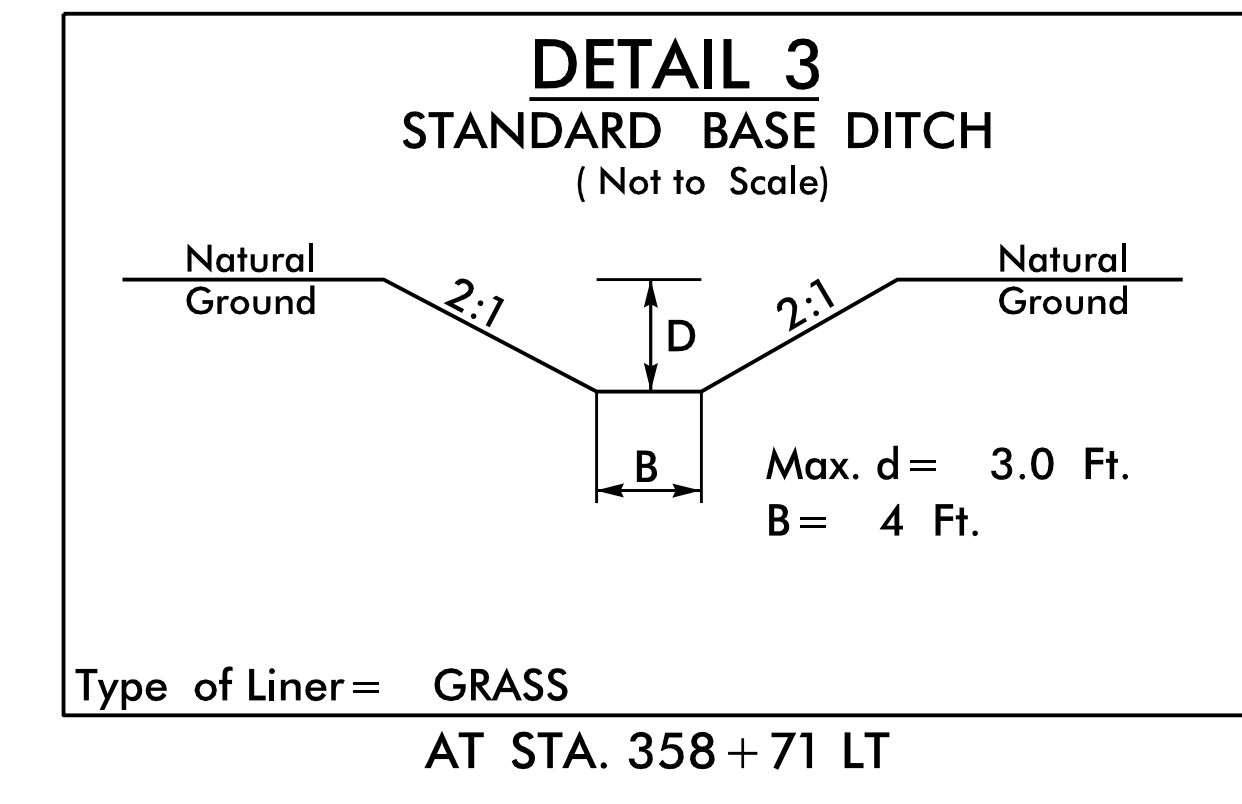 DETAIL 3
STANDARD BASE DITCH
( Not to Scale)
Natural
Ground
2:1
D
2:1
Natural
Ground
B
Max. d = 3.0 Ft.
B = 4 Ft.
Type of Liner = GRASS
AT STA. 358+71 LT